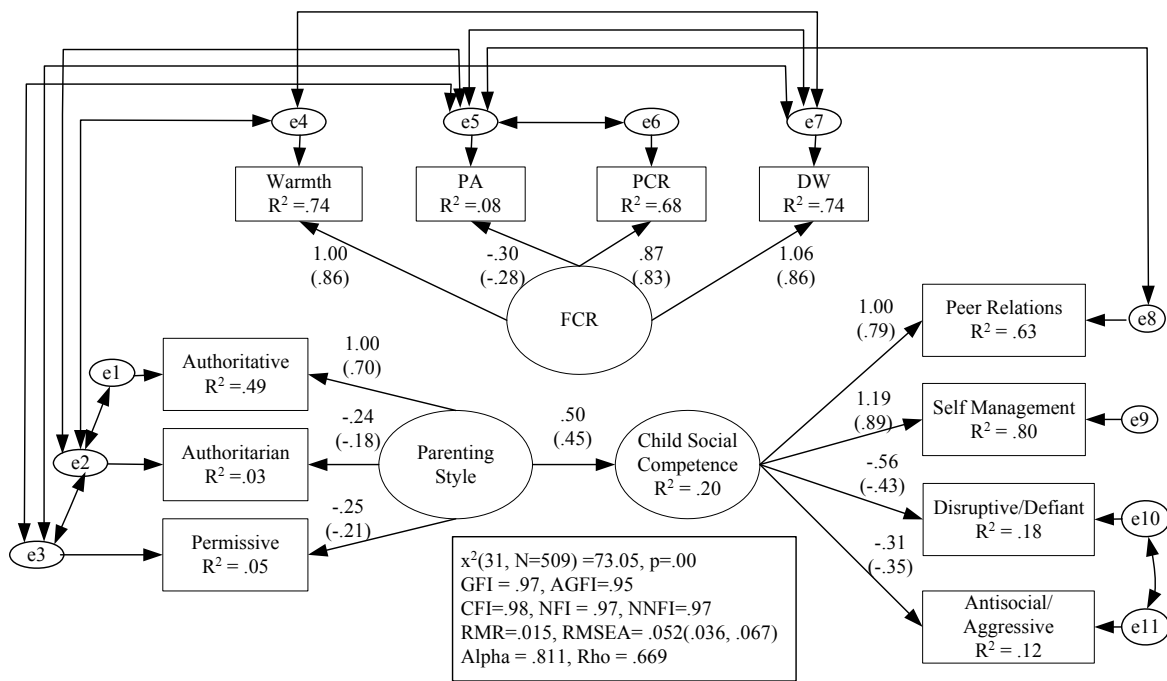 e4
e5
e6
e7
Warmth
R² =.74
PA
R² =.08
PCR
R² =.68
DW
R² =.74
1.00
(.86)
-.30
(-.28)
.87
(.83)
1.06
(.86)
FCR
e1
Authoritative
R² =.49
1.00
(.70)
e2
Authoritarian
R² =.03
-.24
(-.18)
e3
Permissive
R² =.05
-.25
(-.21)
Parenting
Style
.50
(.45)
Child Social
Competence
R² = .20
1.00
(.79)
Peer Relations
R² = .63
e8
1.19
(.89)
Self Management
R² = .80
e9
-.56
(-.43)
Disruptive/Defiant
R² = .18
e10
-.31
(-.35)
Antisocial/
Aggressive
R² = .12
e11
x²(31, N=509) =73.05, p=.00
GFI = .97, AGFI=.95
CFI=.98, NFI = .97, NNFI=.97
RMR=.015, RMSEA= .052(.036, .067)
Alpha = .811, Rho = .669